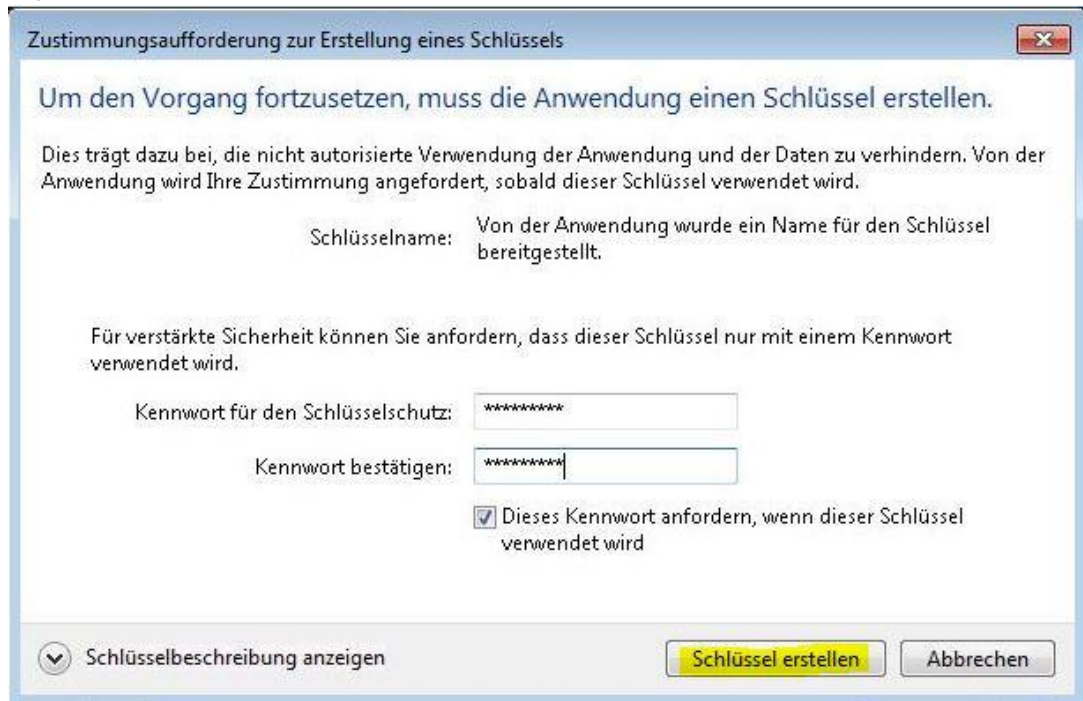 Zustimmungsaufforderung zur Erstellung eines Schlüssels
Um den Vorgang fortzusetzen, muss die Anwendung einen Schlüssel erstellen.
Dies trägt dazu bei, die nicht autorisierte Verwendung der Anwendung und der Daten zu verhindern. Von der
Anwendung wird Ihre Zustimmung angefordert, sobald dieser Schlüssel verwendet wird.
Schlüsselname: Von der Anwendung wurde ein Name für den Schlüssel
bereitgestellt.
Für verstärkte Sicherheit können Sie anfordern, dass dieser Schlüssel nur mit einem Kennwort
verwendet wird.
Kennwort für den Schlüsselschutz: *********
Kennwort bestätigen: *********
Dieses Kennwort anfordern, wenn dieser Schlüssel
verwendet wird
Schlüsselbeschreibung anzeigen Schlüssel erstellen Abbrechen